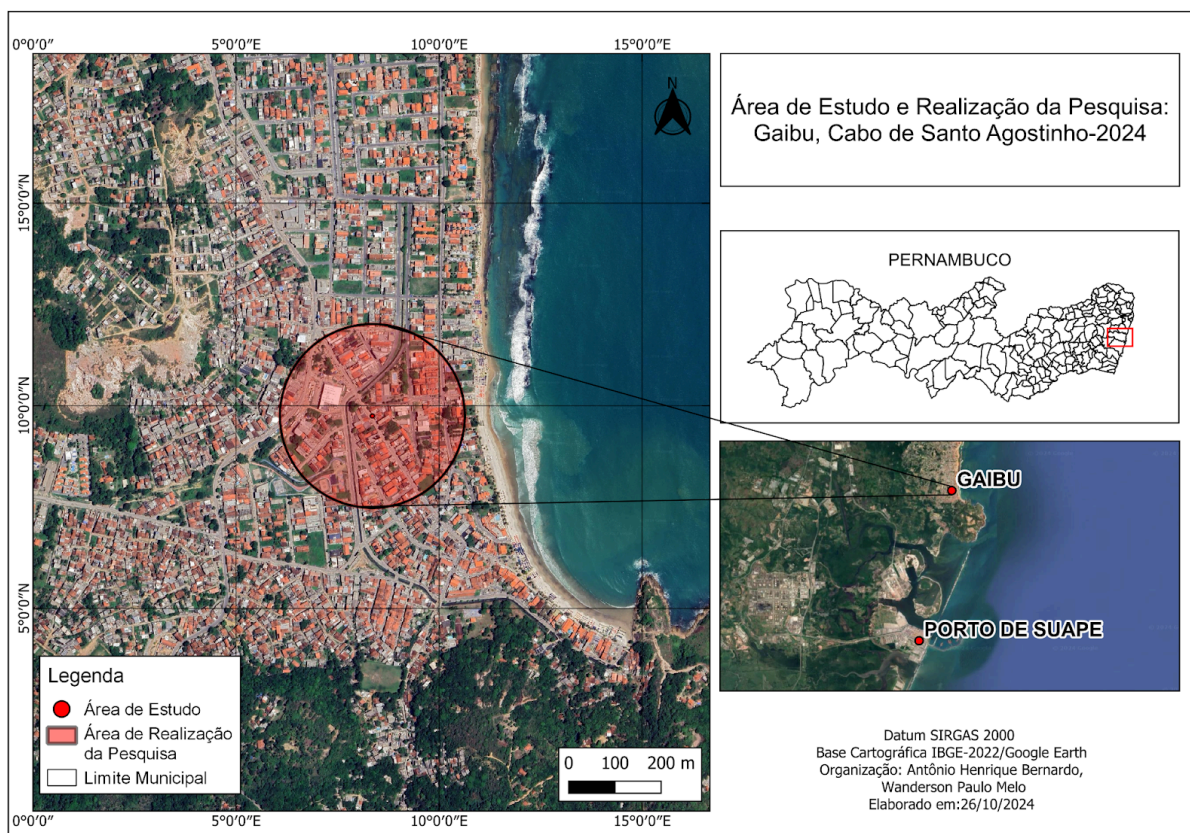 0°0′0″ 5°0′0″N 10°0′0″N 15°0′0″N
N
15°0′0″N
10°0′0″N
5°0′0″N
Legenda
Área de Estudo
Área de Realização
da Pesquisa
Limite Municipal
0 100 200 m
0°0′0″ 5°0′0″N 10°0′0″N 15°0′0″N
Área de Estudo e Realização da Pesquisa:
Gaibu, Cabo de Santo Agostinho-2024
PERNAMBUCO
GAIBU
PORTO DE SUAPE
Datum SIRGAS 2000
Base Cartográfica IBGE-2022/Google Earth
Organização: Antônio Henrique Bernardo,
Wanderson Paulo Melo
Elaborado em:26/10/2024